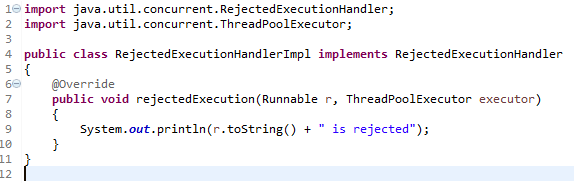 1 import java.util.concurrent.RejectedExecutionHandler;
2 import java.util.concurrent.ThreadPoolExecutor;
3
4 public class RejectedExecutionHandlerImpl implements RejectedExecutionHandler
5 {
6     @Override
7     public void rejectedExecution(Runnable r, ThreadPoolExecutor executor)
8     {
9         System.out.println(r.toString() + " is rejected");
10     }
11 }
12